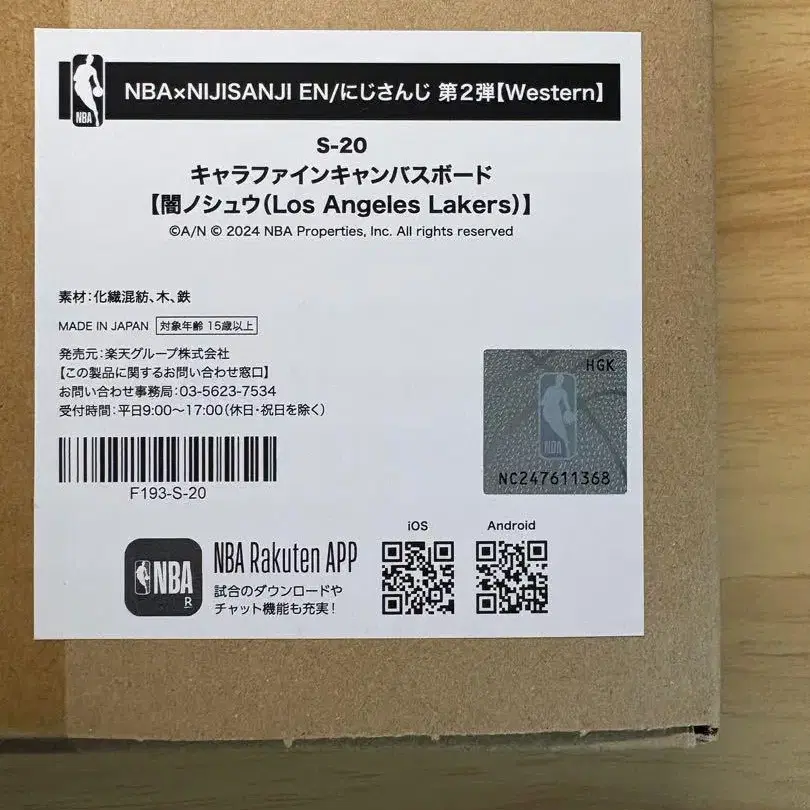 NBA
NBA×NIJISANJI EN/にじさんじ 第2弾【Western】
S-20
キャラファインキャンバスボード
【闇ノシュウ(Los Angeles Lakers)】
©A/N © 2024 NBA Properties, Inc. All rights reserved
素材:化繊混紡、木、鉄
MADE IN JAPAN 対象年齢 15歳以上
発売元:楽天グループ株式会社
【この製品に関するお問い合わせ窓口】
お問い合わせ事務局:03-5623-7534
受付時間:平日9:00〜17:00(休日・祝日を除く)
F193-S-20
HGK
NBA
NC247611368
NBA
R
NBA Rakuten APP
試合のダウンロードや
チャット機能も充実!
iOS
Android